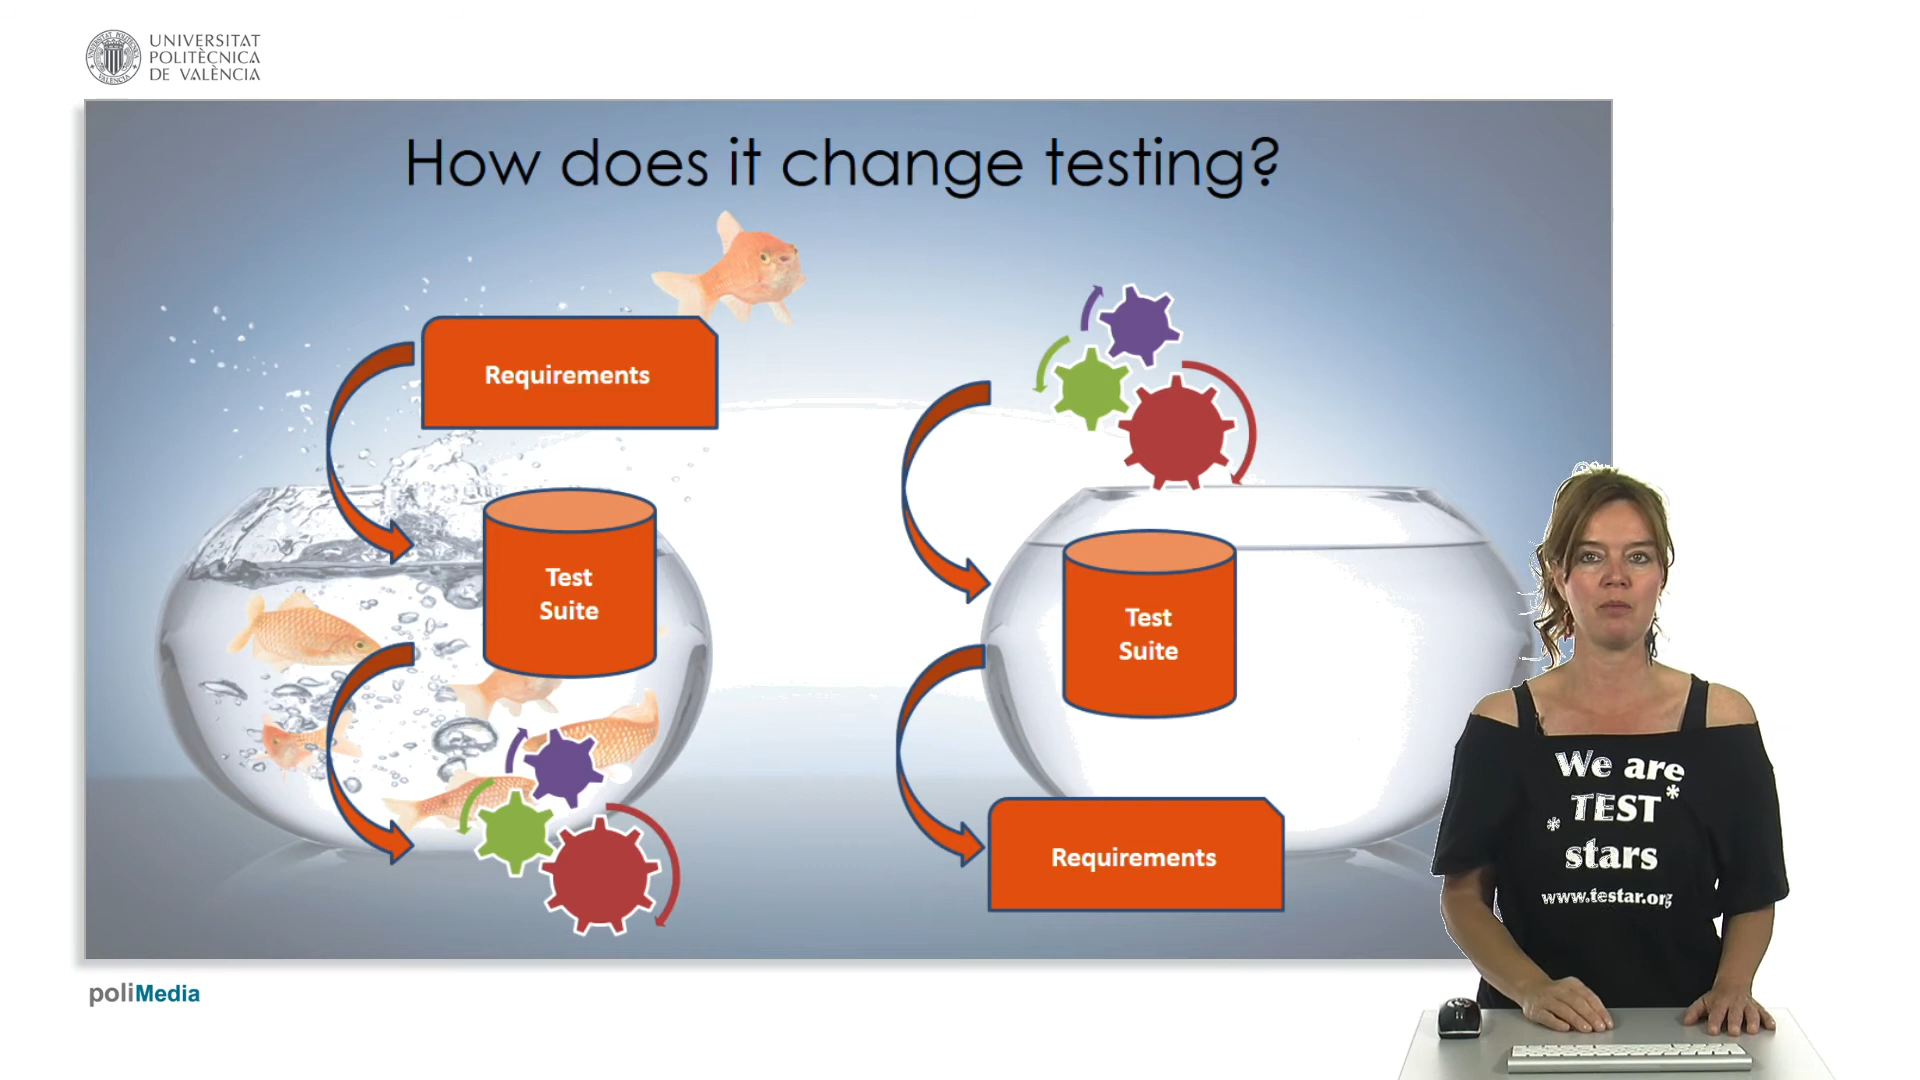 UNIVERSITAT
POLITÈCNICA
DE VALÈNCIA
How does it change testing?
Requirements
Test
Suite
Test
Suite
Requirements
We are
* TEST *
stars
www.testar.org
poliMedia